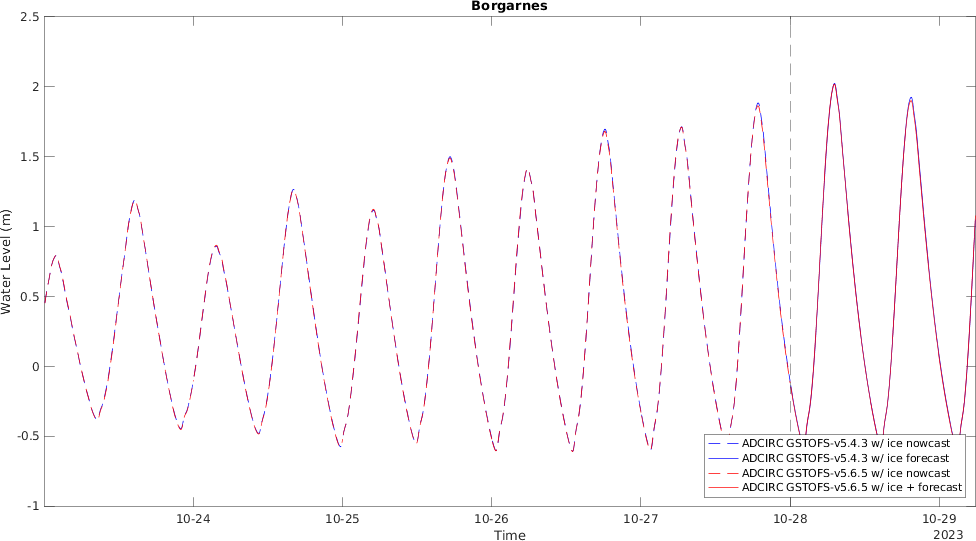 Borgarnes
2.5
2
1.5
1
0.5
0
-0.5
-1
Water Level (m)
10-24
10-25
10-26
10-27
10-28
10-29
Time
2023
ADCIRC GSTOFS-v5.4.3 w/ ice nowcast
ADCIRC GSTOFS-v5.4.3 w/ ice forecast
ADCIRC GSTOFS-v5.6.5 w/ ice nowcast
ADCIRC GSTOFS-v5.6.5 w/ ice + forecast